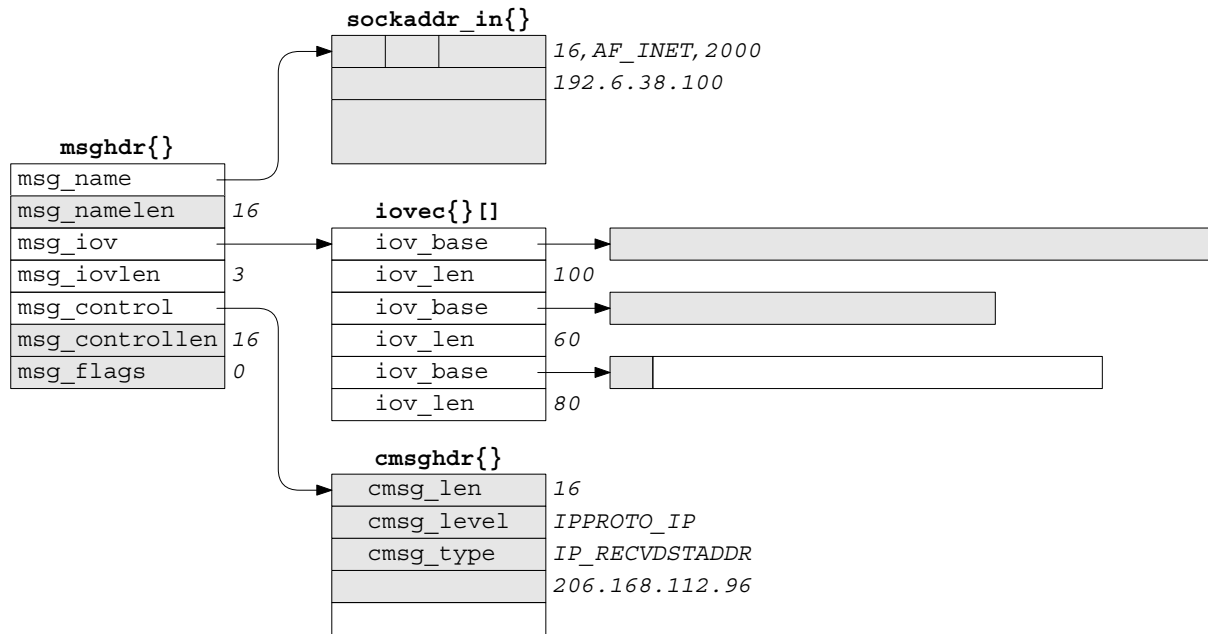 sockaddr_in{}
16,AF_INET,2000
192.6.38.100
msghdr{}
msg_name
msg_namelen 16
msg_iov
msg_iovlen 3
msg_control
msg_controllen 16
msg_flags 0
iovec{}[]
iov_base
iov_len 100
iov_base
iov_len 60
iov_base
iov_len 80
cmsghdr{}
cmsg_len 16
cmsg_level IPPROTO_IP
cmsg_type IP_RECVDSTADDR
206.168.112.96